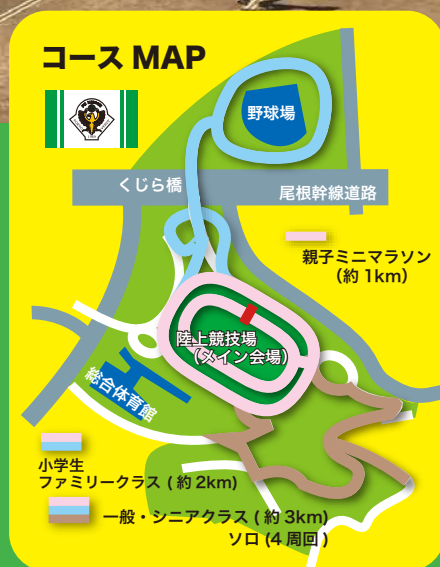 コース MAP
野球場
くじら橋
尾根幹線道路
親子ミニマラソン
（約 1km）
陸上競技場
（メイン会場）
総合体育館
小学生
ファミリークラス ( 約 2km)
一般・シニアクラス ( 約 3km)
ソロ (4 周回 )